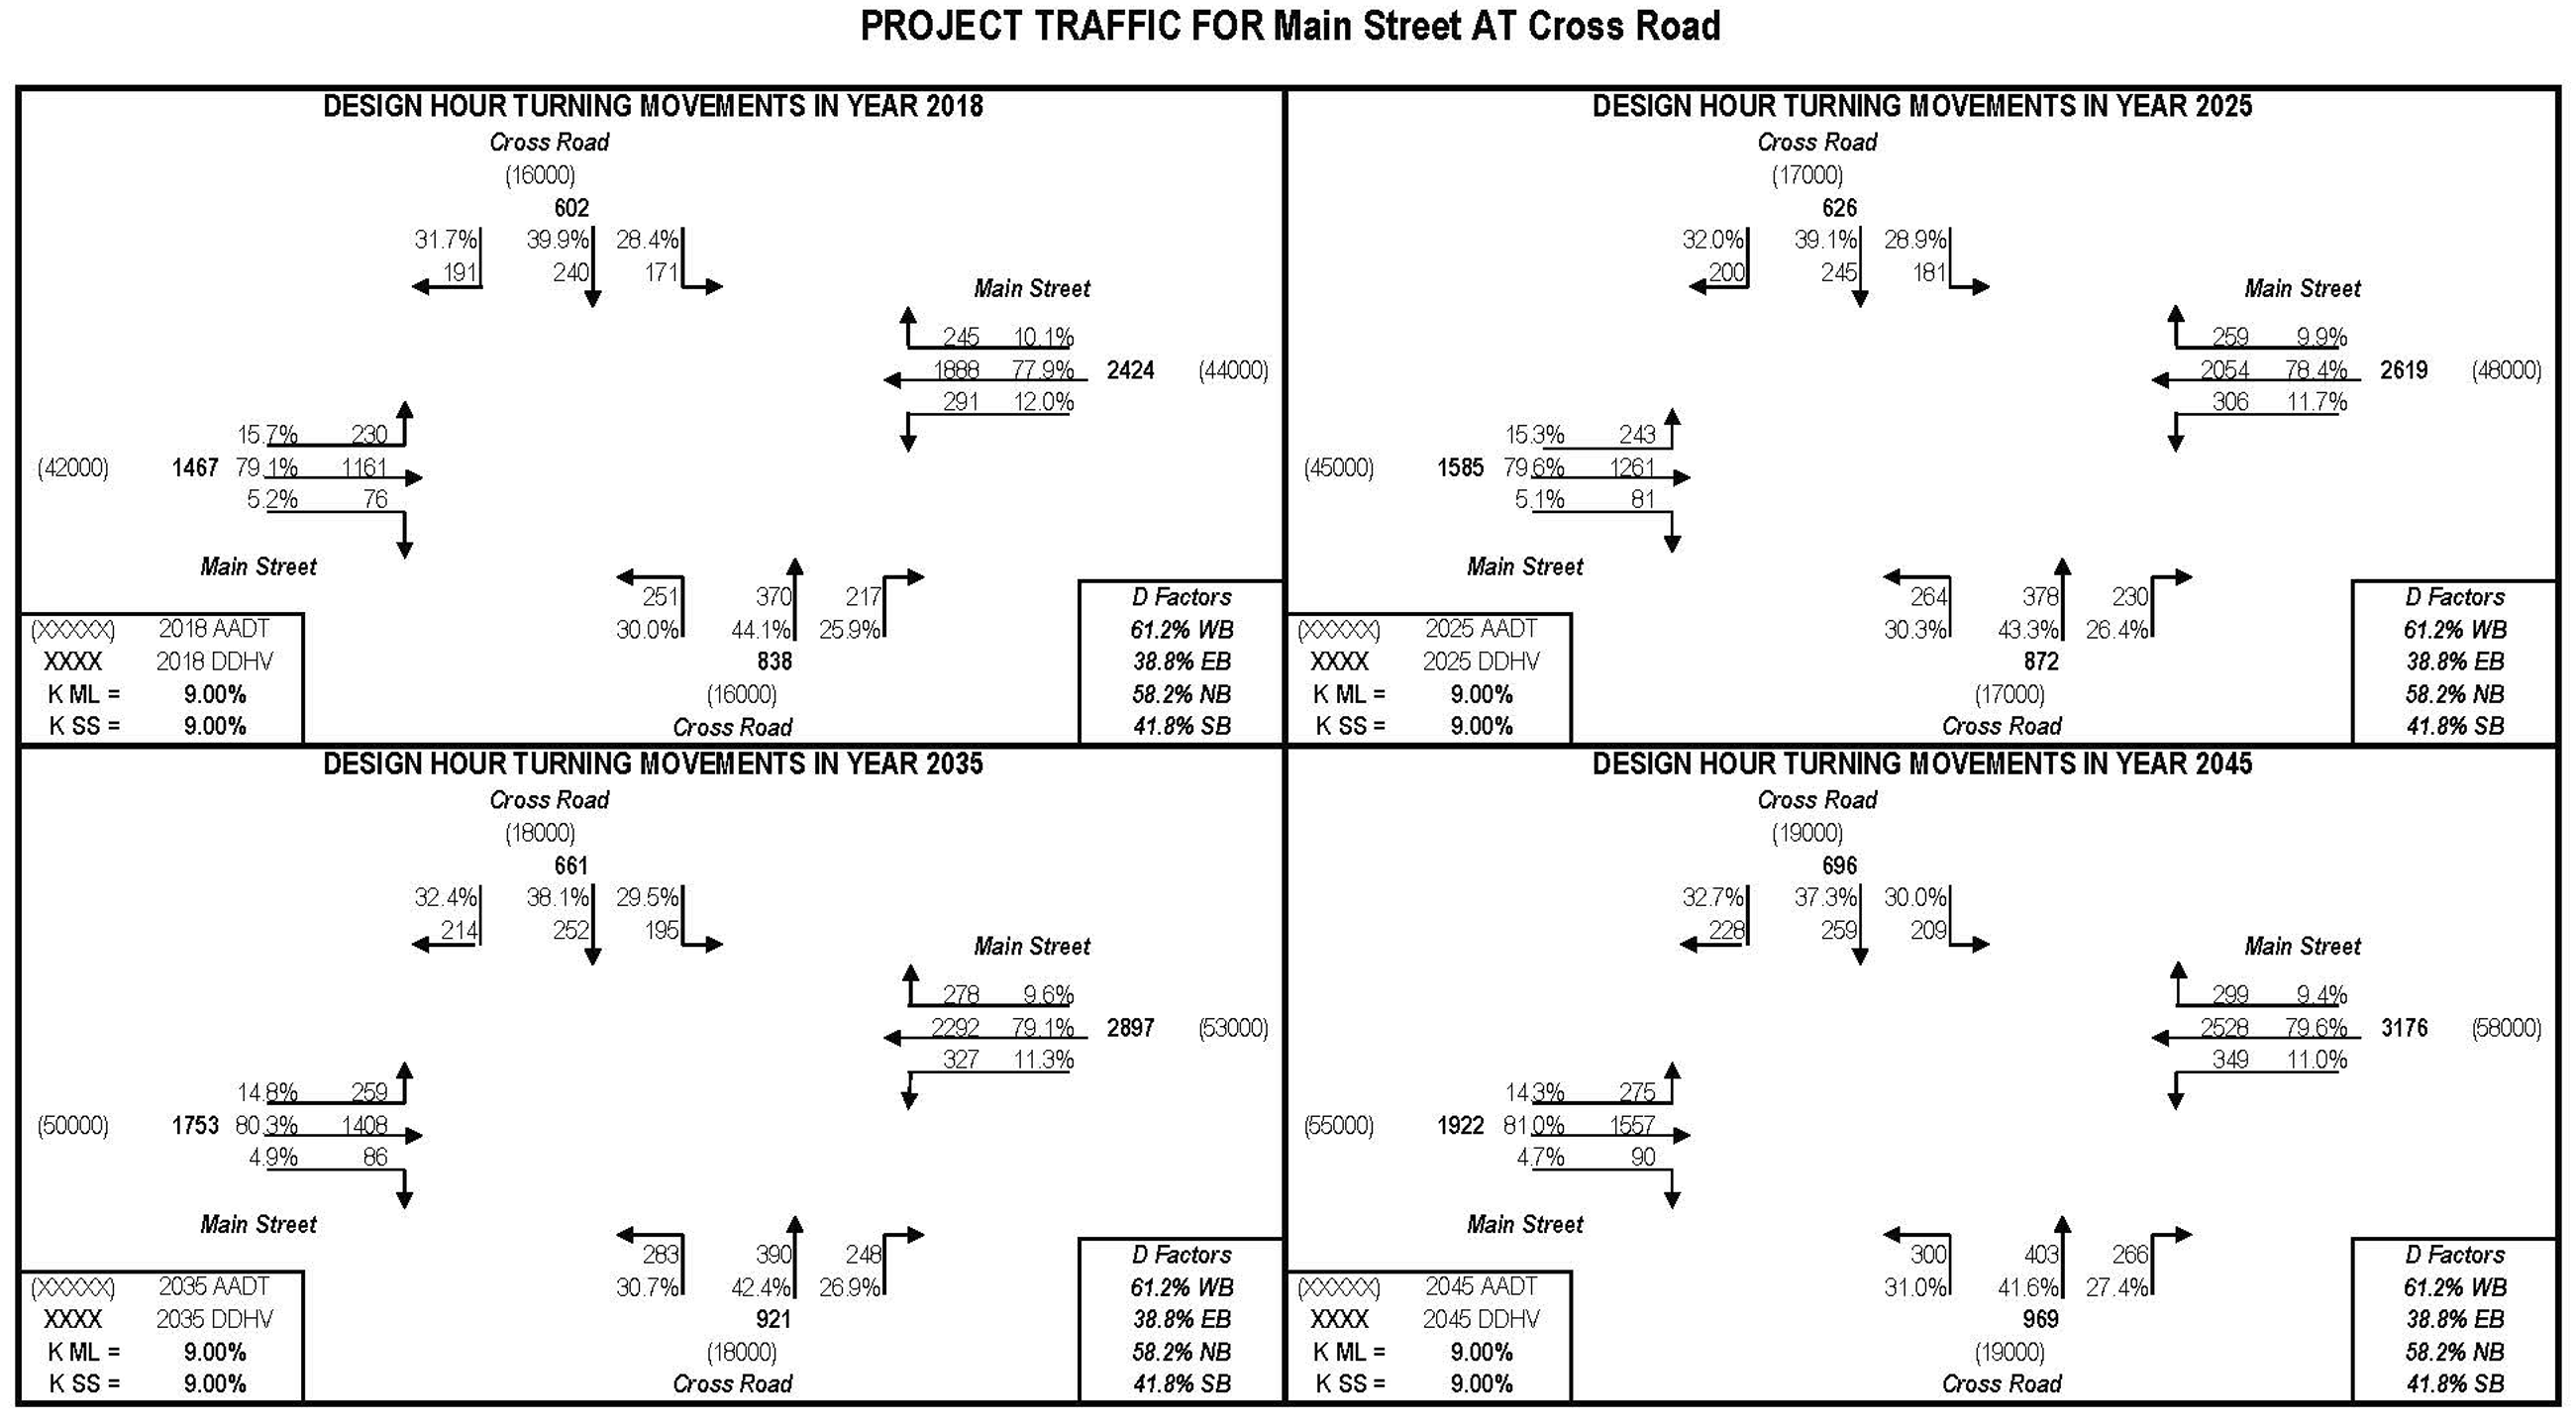 PROJECT TRAFFIC FOR Main Street AT Cross Road
DESIGN HOUR TURNING MOVEMENTS IN YEAR 2018
Cross Road
(16000)
602
31.7% 39.9% 28.4%
191 240 171
Main Street
245 10.1%
1888 77.9% 2424 (44000)
291 12.0%
15.7% 230
(42000) 1467 79.1% 1161
5.2% 76
Main Street
251 370 217
30.0% 44.1% 25.9%
838
(16000)
Cross Road
(XXXXX) 2018 AADT
XXXX 2018 DDHV
K ML = 9.00%
K SS = 9.00%
D Factors
61.2% WB
38.8% EB
58.2% NB
41.8% SB
DESIGN HOUR TURNING MOVEMENTS IN YEAR 2025
Cross Road
(17000)
626
32.0% 39.1% 28.9%
200 245 181
Main Street
259 9.9%
2054 78.4% 2619 (48000)
306 11.7%
15.3% 243
(45000) 1585 79.6% 1261
5.1% 81
Main Street
264 378 230
30.3% 43.3% 26.4%
872
(17000)
Cross Road
(XXXXX) 2025 AADT
XXXX 2025 DDHV
K ML = 9.00%
K SS = 9.00%
D Factors
61.2% WB
38.8% EB
58.2% NB
41.8% SB
DESIGN HOUR TURNING MOVEMENTS IN YEAR 2035
Cross Road
(18000)
661
32.4% 38.1% 29.5%
214 252 195
Main Street
278 9.6%
2292 79.1% 2897 (53000)
327 11.3%
14.8% 259
(50000) 1753 80.3% 1408
4.9% 86
Main Street
283 390 248
30.7% 42.4% 26.9%
921
(18000)
Cross Road
(XXXXX) 2035 AADT
XXXX 2035 DDHV
K ML = 9.00%
K SS = 9.00%
D Factors
61.2% WB
38.8% EB
58.2% NB
41.8% SB
DESIGN HOUR TURNING MOVEMENTS IN YEAR 2045
Cross Road
(19000)
696
32.7% 37.3% 30.0%
228 259 209
Main Street
299 9.4%
2528 79.6% 3176 (58000)
349 11.0%
14.3% 275
(55000) 1922 81.0% 1557
4.7% 90
Main Street
300 403 266
31.0% 41.6% 27.4%
969
(19000)
Cross Road
(XXXXX) 2045 AADT
XXXX 2045 DDHV
K ML = 9.00%
K SS = 9.00%
D Factors
61.2% WB
38.8% EB
58.2% NB
41.8% SB